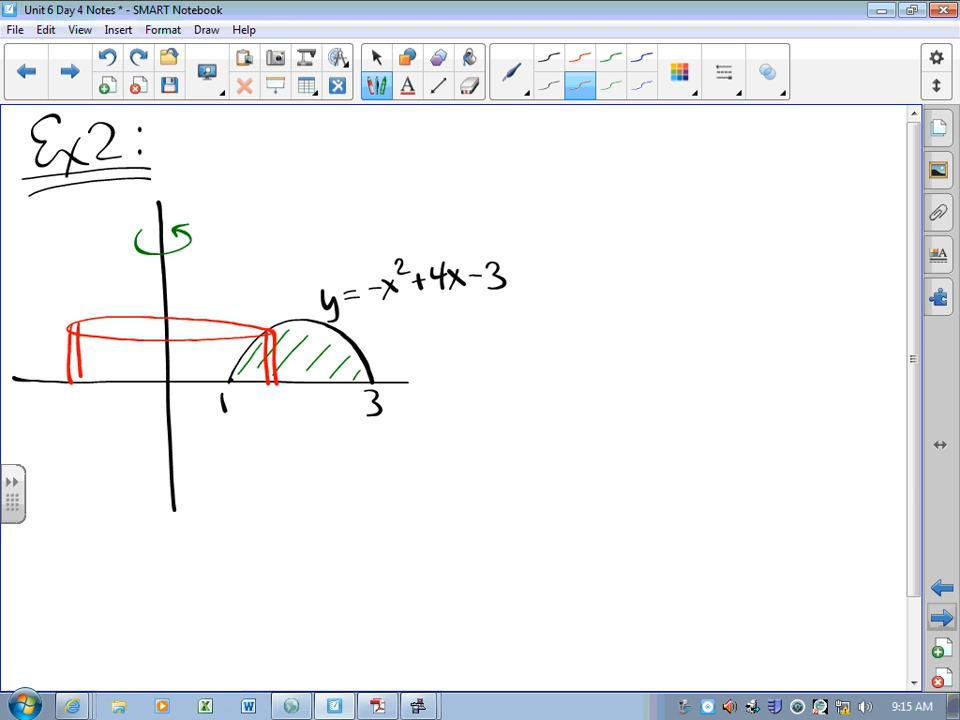 Unit 6 Day 4 Notes * - SMART Notebook
File Edit View Insert Format Draw Help
Ex2:
y = -x²+4x-3
1 3
9:15 AM